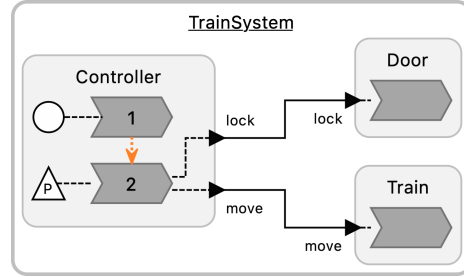 TrainSystem
Controller
1
2
P
lock
move
lock
move
Door
Train